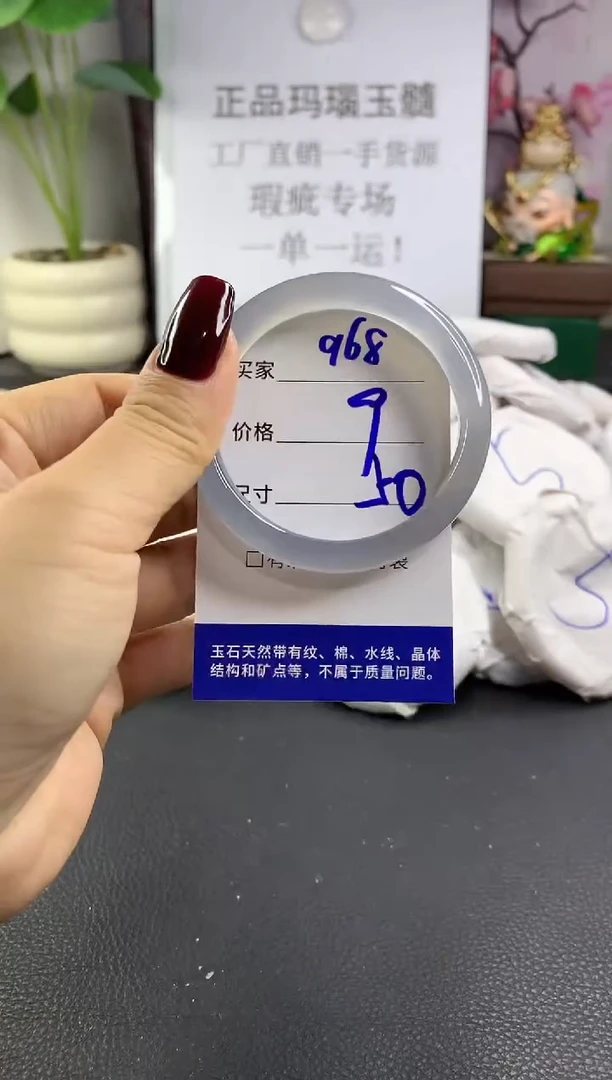 正品玛瑙玉髓
工厂直销一手货源
瑕疵专场
一单一运!
买家 968
价格 9
尺寸 50
玉石天然带有纹、棉、水线、晶体
结构和矿点等，不属于质量问题。